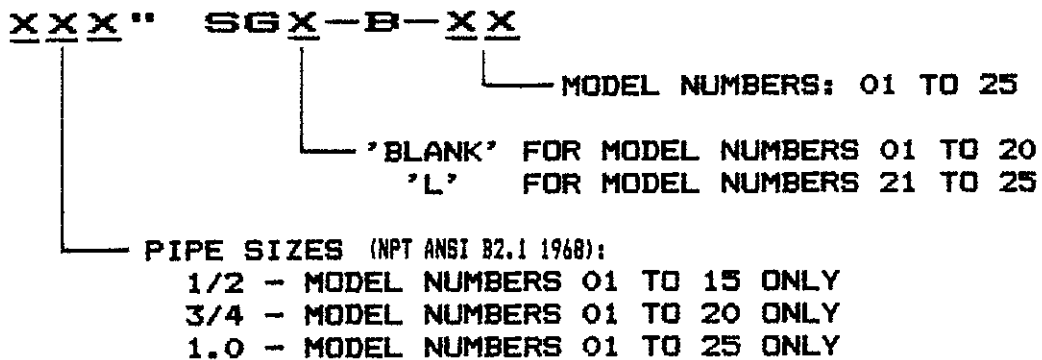 XXX" SGX-B-XX
MODEL NUMBERS: 01 TO 25
'BLANK' FOR MODEL NUMBERS 01 TO 20
'L' FOR MODEL NUMBERS 21 TO 25
PIPE SIZES (NPT ANSI B2.1 1968):
1/2 - MODEL NUMBERS 01 TO 15 ONLY
3/4 - MODEL NUMBERS 01 TO 20 ONLY
1.0 - MODEL NUMBERS 01 TO 25 ONLY